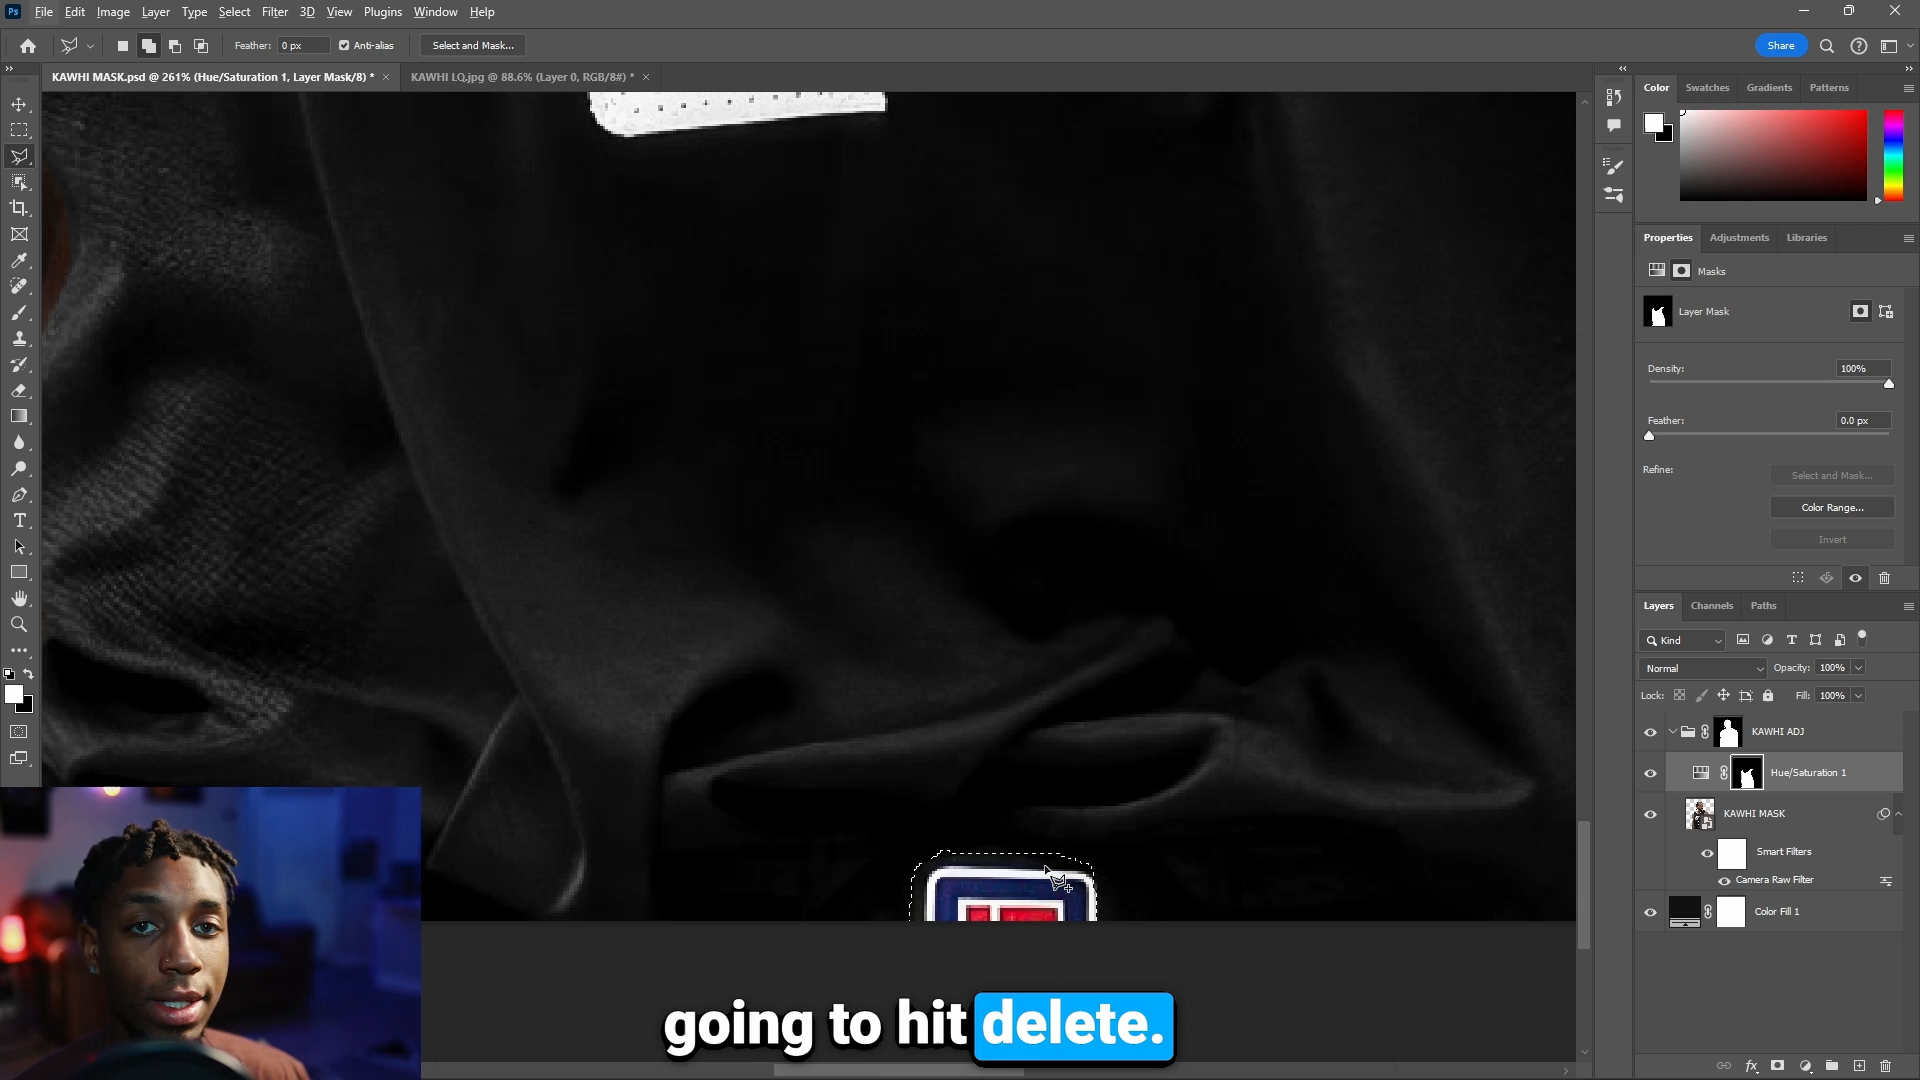 Ps File Edit Image Layer Type Select Filter 3D View Plugins Window Help
Feather: 0 px Anti-alias Select and Mask... Share
KAWHI MASK.psd @ 261% (Hue/Saturation 1, Layer Mask/8) * × KAWHI LQ.jpg @ 88.6% (Layer 0, RGB/8#) * ×
Color Swatches Gradients Patterns
Properties Adjustments Libraries
Masks
Layer Mask
Density: 100%
Feather: 0.0 px
Refine: Select and Mask...
Color Range...
Invert
Layers Channels Paths
Kind
Normal Opacity: 100%
Lock: Fill: 100%
KAWHI ADJ
Hue/Saturation 1
KAWHI MASK
Smart Filters
Camera Raw Filter
Color Fill 1
going to hit delete.